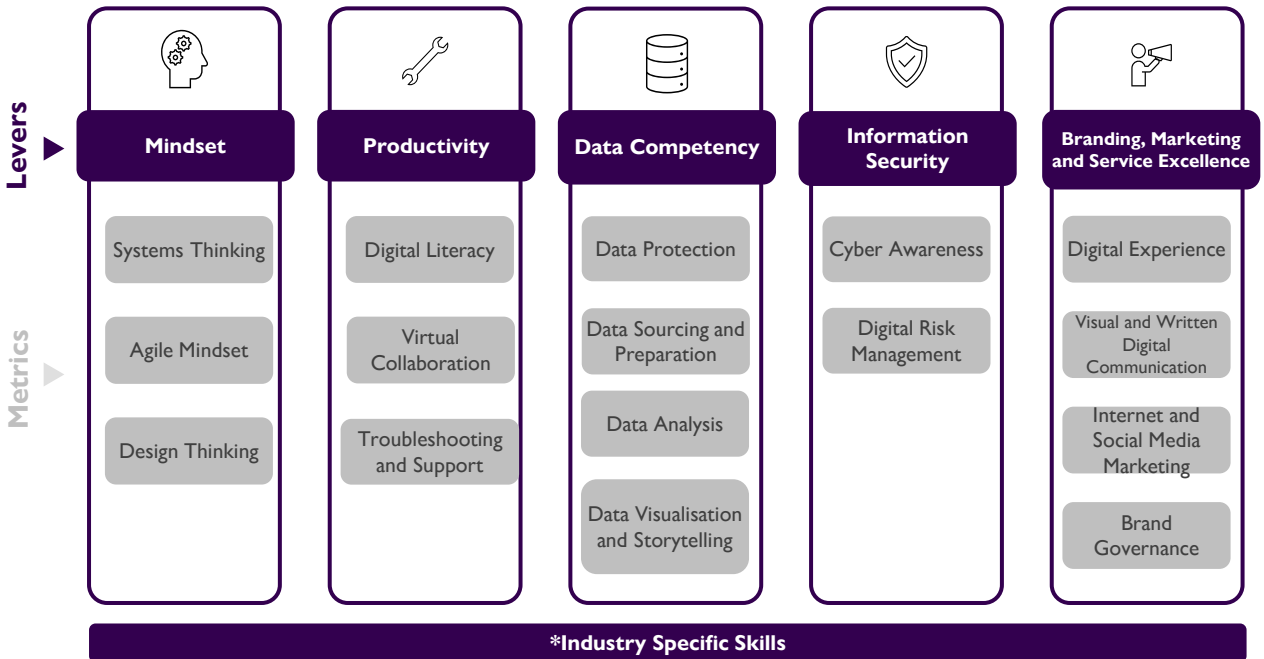 Levers
Mindset
Productivity
Data Competency
Information
Security
Branding, Marketing
and Service Excellence
Metrics
Systems Thinking
Agile Mindset
Design Thinking
Digital Literacy
Virtual
Collaboration
Troubleshooting
and Support
Data Protection
Data Sourcing and
Preparation
Data Analysis
Data Visualisation
and Storytelling
Cyber Awareness
Digital Risk
Management
Digital Experience
Visual and Written
Digital
Communication
Internet and
Social Media
Marketing
Brand
Governance
*Industry Specific Skills